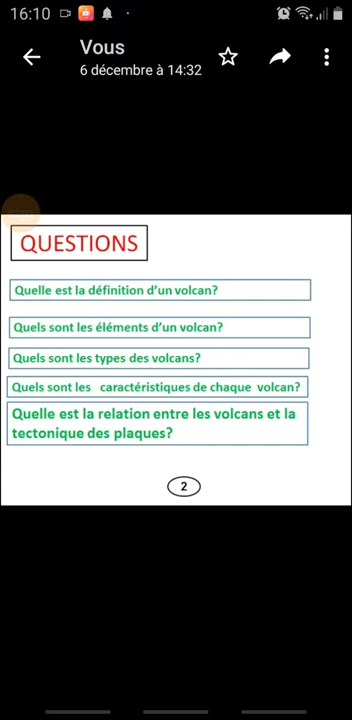 16:10
Vous
6 décembre à 14:32
QUESTIONS
Quelle est la définition d'un volcan?
Quels sont les éléments d'un volcan?
Quels sont les types des volcans?
Quels sont les caractéristiques de chaque volcan?
Quelle est la relation entre les volcans et la
tectonique des plaques?
2